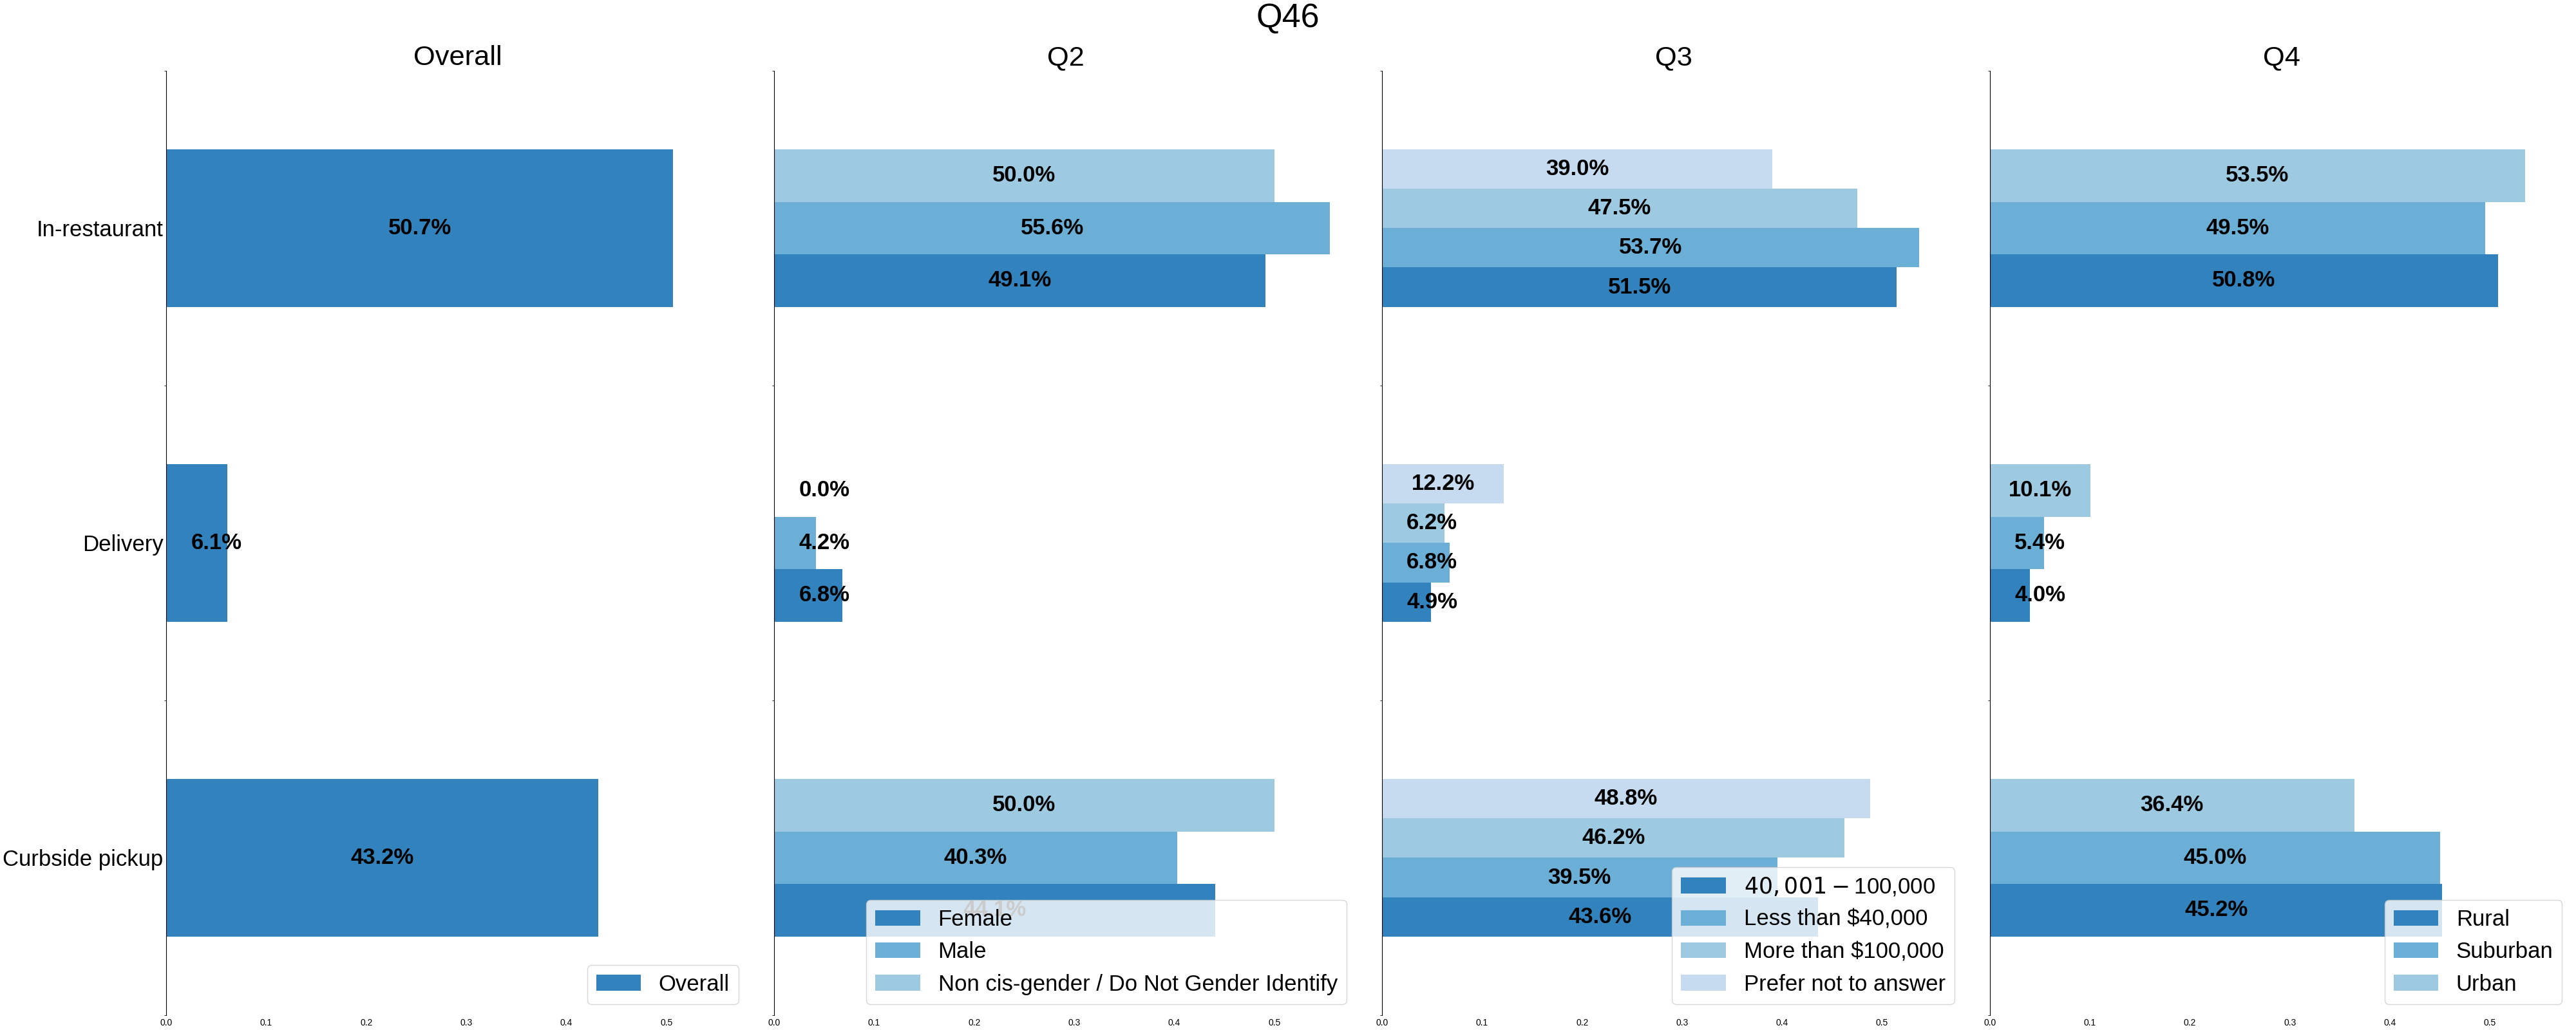 Q46
Overall
In-restaurant
Delivery
Curbside pickup
50.7%
6.1%
43.2%
Overall
0.0 0.1 0.2 0.3 0.4 0.5
Q2
50.0%
55.6%
49.1%
0.0%
4.2%
6.8%
50.0%
40.3%
44.1%
Female
Male
Non cis-gender / Do Not Gender Identify
0.0 0.1 0.2 0.3 0.4 0.5
Q3
39.0%
47.5%
53.7%
51.5%
12.2%
6.2%
6.8%
4.9%
48.8%
46.2%
39.5%
43.6%
40,001-100,000
Less than $40,000
More than $100,000
Prefer not to answer
0.0 0.1 0.2 0.3 0.4 0.5
Q4
53.5%
49.5%
50.8%
10.1%
5.4%
4.0%
36.4%
45.0%
45.2%
Rural
Suburban
Urban
0.0 0.1 0.2 0.3 0.4 0.5